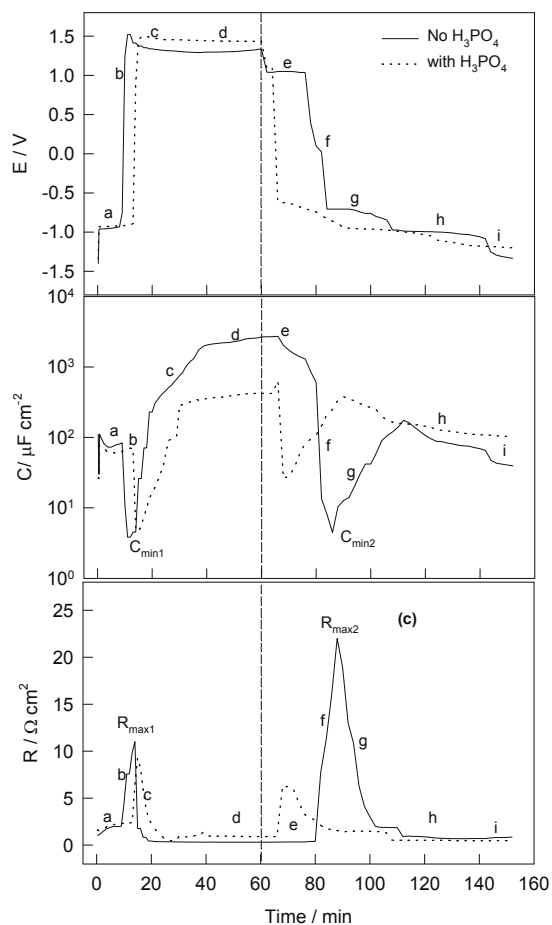 No H3PO4
with H3PO4
1.5
1.0
0.5
0.0
-0.5
-1.0
-1.5
E / V
a
b
c
d
e
f
g
h
i
10^4
10^3
10^2
10^1
10^0
C/ μF cm^-2
a
b
c
d
e
f
g
h
i
Cmin1
Cmin2
25
20
15
10
5
0
R / Ω cm^2
(c)
Rmax1
Rmax2
a
b
c
d
e
f
g
h
i
0 20 40 60 80 100 120 140 160
Time / min